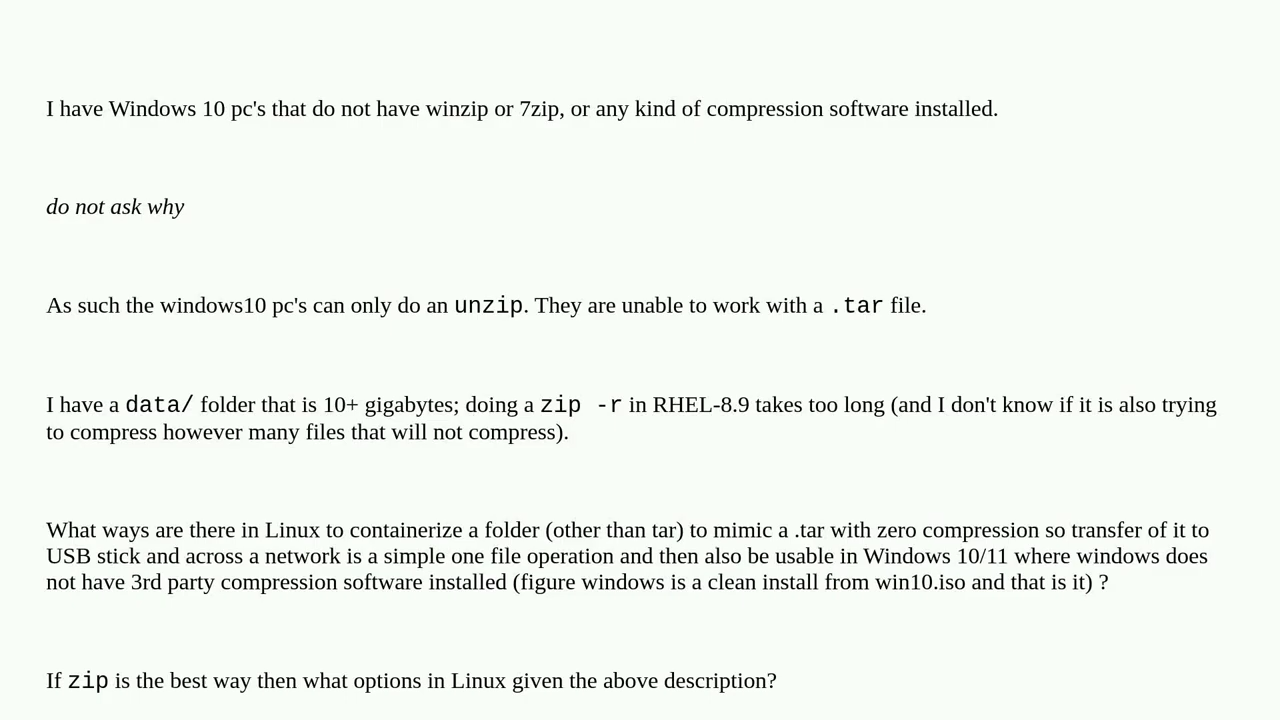 I have Windows 10 pc's that do not have winzip or 7zip, or any kind of compression software installed.
do not ask why
As such the windows10 pc's can only do an unzip. They are unable to work with a .tar file.
I have a data/ folder that is 10+ gigabytes; doing a zip -r in RHEL-8.9 takes too long (and I don't know if it is also trying
to compress however many files that will not compress).
What ways are there in Linux to containerize a folder (other than tar) to mimic a .tar with zero compression so transfer of it to
USB stick and across a network is a simple one file operation and then also be usable in Windows 10/11 where windows does
not have 3rd party compression software installed (figure windows is a clean install from win10.iso and that is it) ?
If zip is the best way then what options in Linux given the above description?